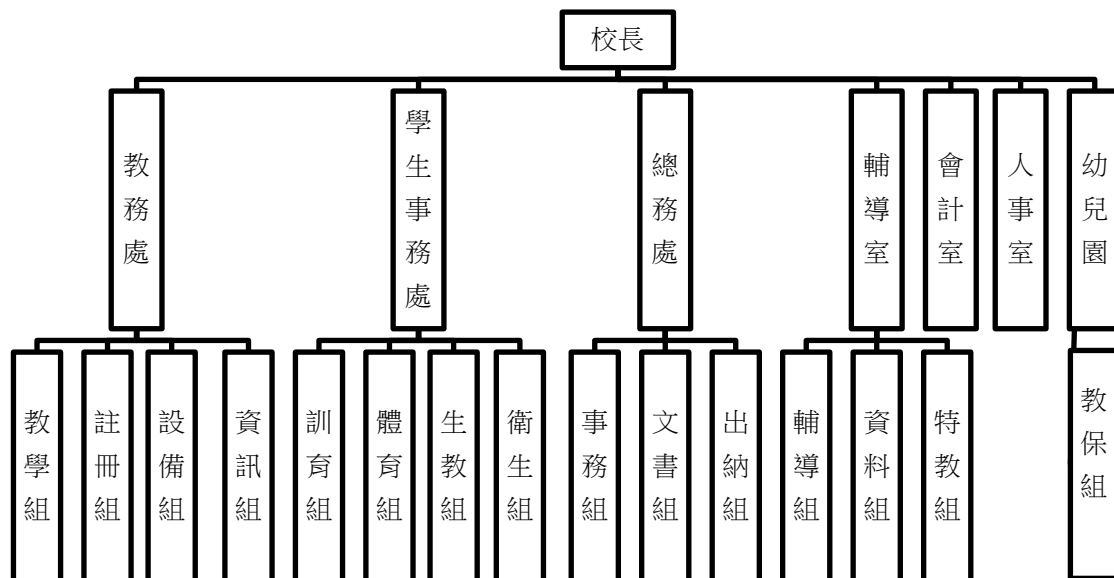 校長
教務處
學生事務處
總務處
輔導室
會計室
人事室
幼兒園
教學組
註冊組
設備組
資訊組
訓育組
體育組
生教組
衛生組
事務組
文書組
出納組
輔導組
資料組
特教組
教保組